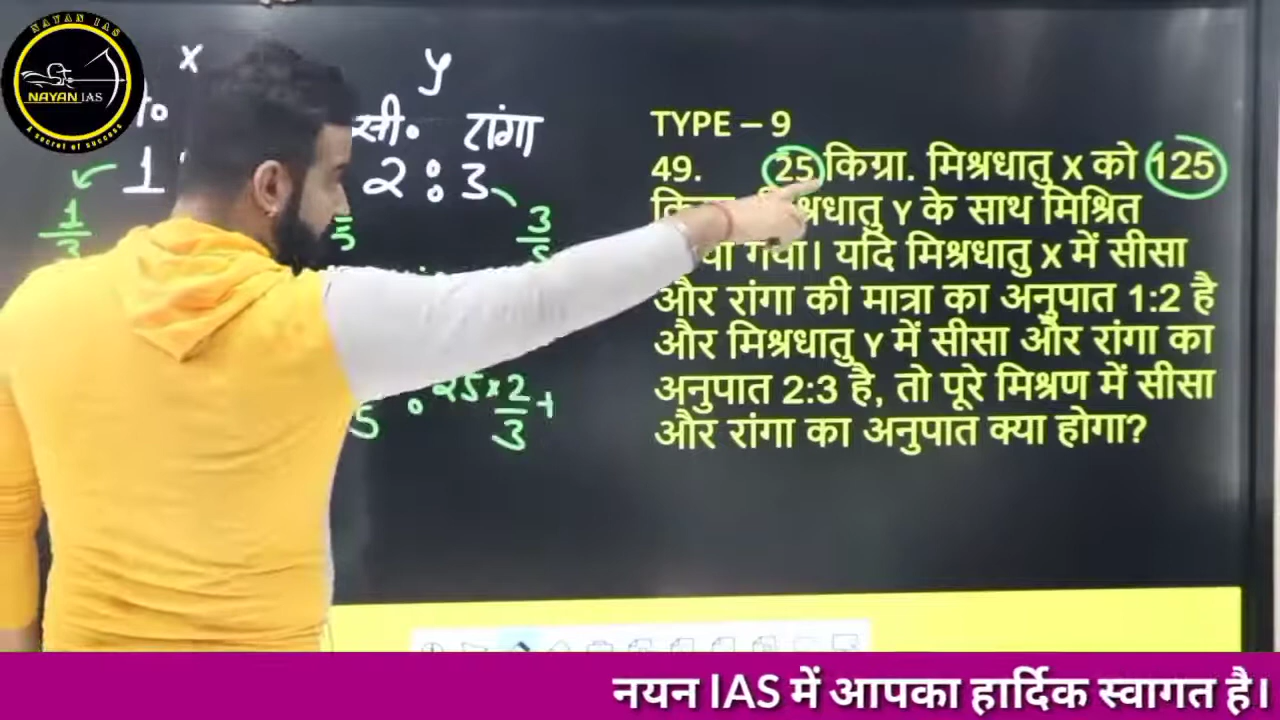 NAYAN IAS
NAYAN IAS
A secret of success
x
y
सी॰ रांगा
1
2 : 3
1/3
3
5
25×2/3 +
TYPE – 9
49. 25 किग्रा. मिश्रधातु X को 125
के साथ मिश्रित
गया। यदि मिश्रधातु X में सीसा
और रांगा की मात्रा का अनुपात 1:2 है
और मिश्रधातु Y में सीसा और रांगा का
अनुपात 2:3 है, तो पूरे मिश्रण में सीसा
और रांगा का अनुपात क्या होगा?
नयन IAS में आपका हार्दिक स्वागत है।